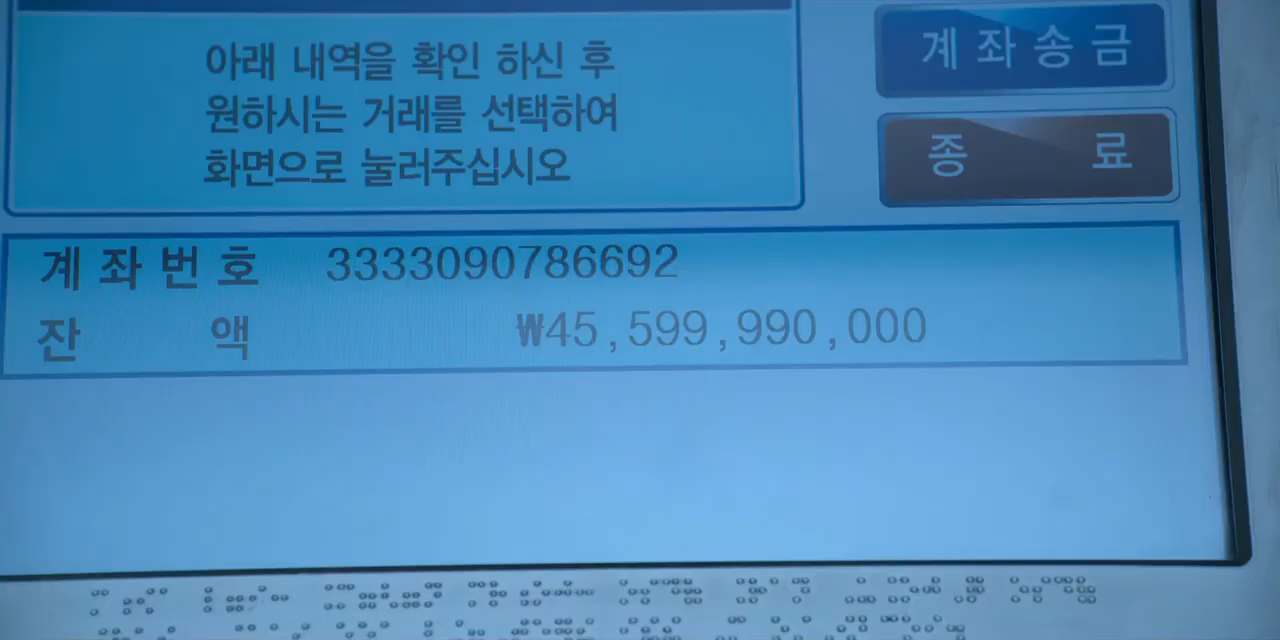 아래 내역을 확인 하신 후
원하시는 거래를 선택하여
화면으로 눌러주십시오
계좌송금
종 료
계좌번호 3333090786692
잔 액 ₩45,599,990,000